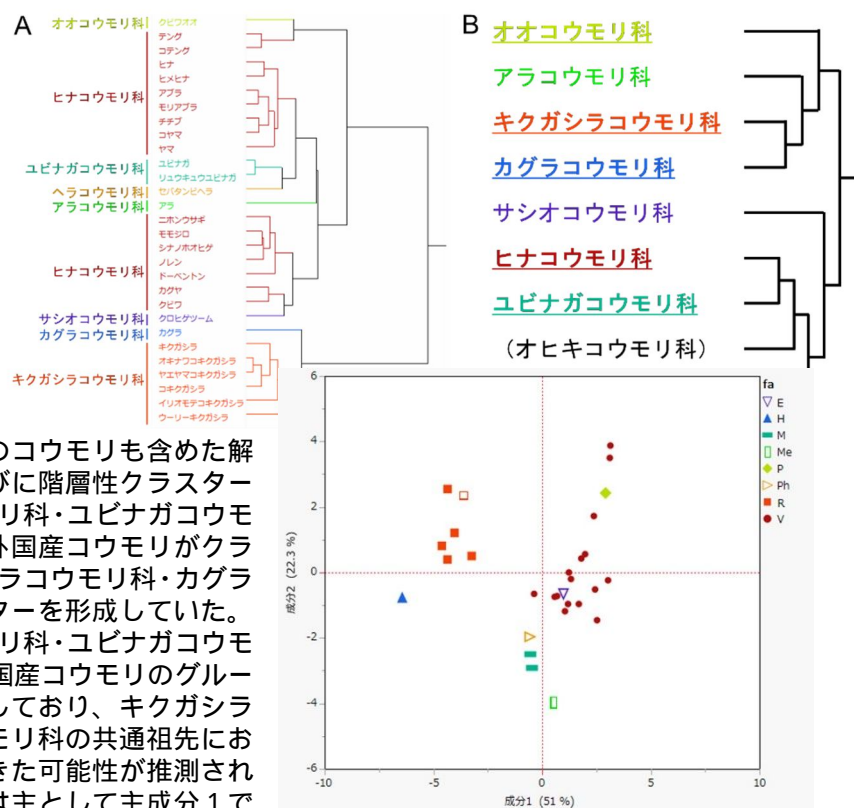 A
オオコウモリ科
クビワオオ
テング
コテング
ヒナ
ヒメヒナ
ヒナコウモリ科
アブラ
モリアブラ
チチブ
コヤマ
ヤマ
ユビナガコウモリ科
ユビナガ
リュウキュウユビナガ
ヘラコウモリ科
セバタンビヘラ
アラコウモリ科
アラ
ニホンウサギ
モモジロ
シナノホオヒゲ
ヒナコウモリ科
ノレン
ドーベントン
カグヤ
クビワ
サシオコウモリ科
クロヒゲツーム
カグラコウモリ科
カグラ
キクガシラ
オキナワコキクガシラ
キクガシラコウモリ科
ヤエヤマコキクガシラ
コキクガシラ
イリオモテコキクガシラ
ウーリーキクガシラ
B
オオコウモリ科
アラコウモリ科
キクガシラコウモリ科
カグラコウモリ科
サシオコウモリ科
ヒナコウモリ科
ユビナガコウモリ科
(オヒキコウモリ科)
のコウモリも含めた解
びに階層性クラスター
リ科・ユビナガコウモ
外国産コウモリがクラ
ラコウモリ科・カグラ
ターを形成していた。
リ科・ユビナガコウモ
国産コウモリのグルー
しており、キクガシラ
モリ科の共通祖先にお
きた可能性が推測され
は主として主成分１で
6
4
2
0
-2
-4
-6
成分2 (22.3 %)
-10
-5
0
5
10
成分1 (51 %)
fa
E
H
M
Me
P
Ph
R
V